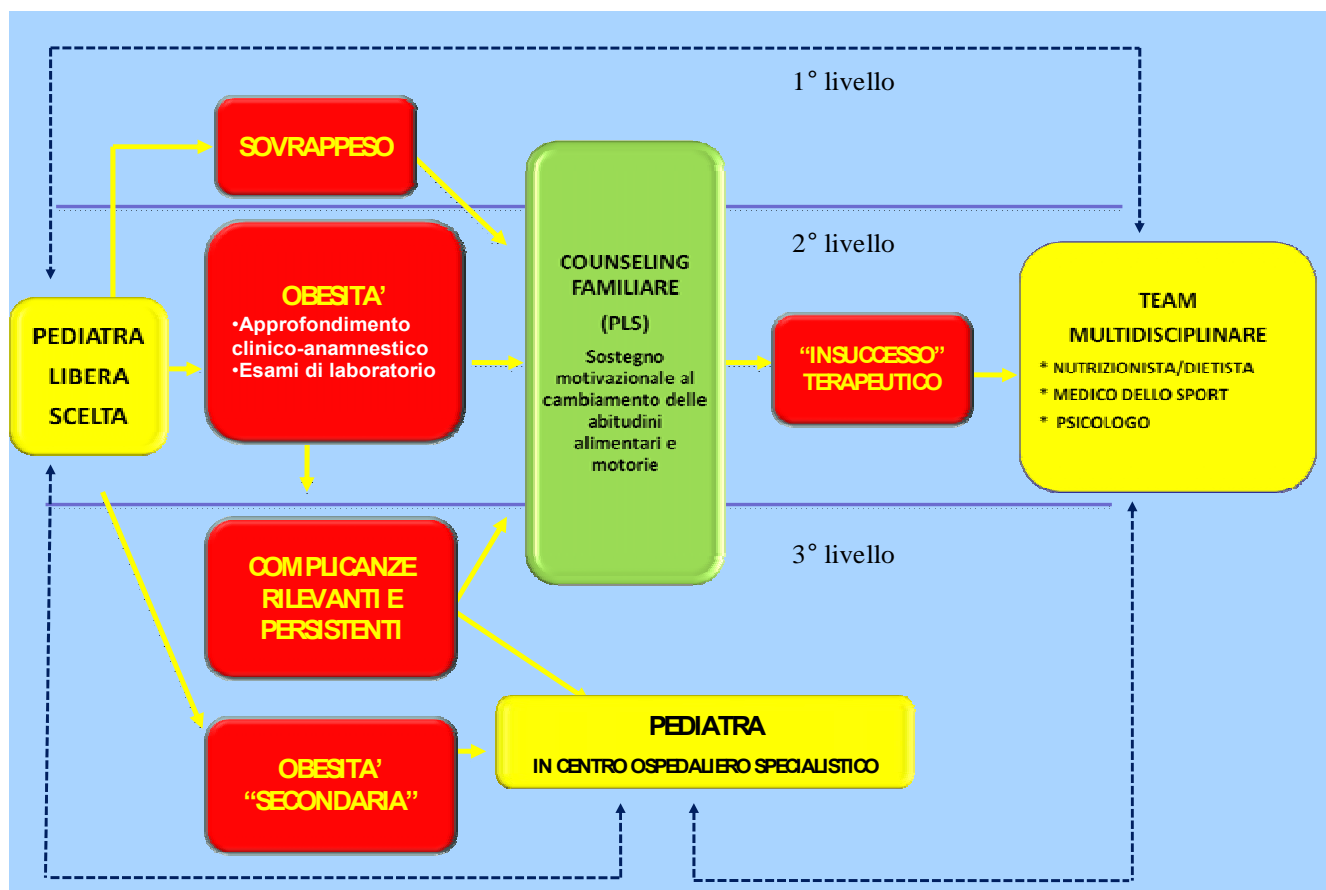 1° livello
SOVRAPPESO
2° livello
PEDIATRA
LIBERA
SCELTA
OBESITA’
•Approfondimento
clinico-anamnestico
•Esami di laboratorio
COUNSELING
FAMILIARE
(PLS)
Sostegno
motivazionale al
cambiamento delle
abitudini
alimentari e
motorie
“INSUCCESSO”
TERAPEUTICO
TEAM
MULTIDISCIPLINARE
* NUTRIZIONISTA/DIETISTA
* MEDICO DELLO SPORT
* PSICOLOGO
3° livello
COMPLICANZE
RILEVANTI E
PERSISTENTI
OBESITA’
“SECONDARIA”
PEDIATRA
IN CENTRO OSPEDALIERO SPECIALISTICO